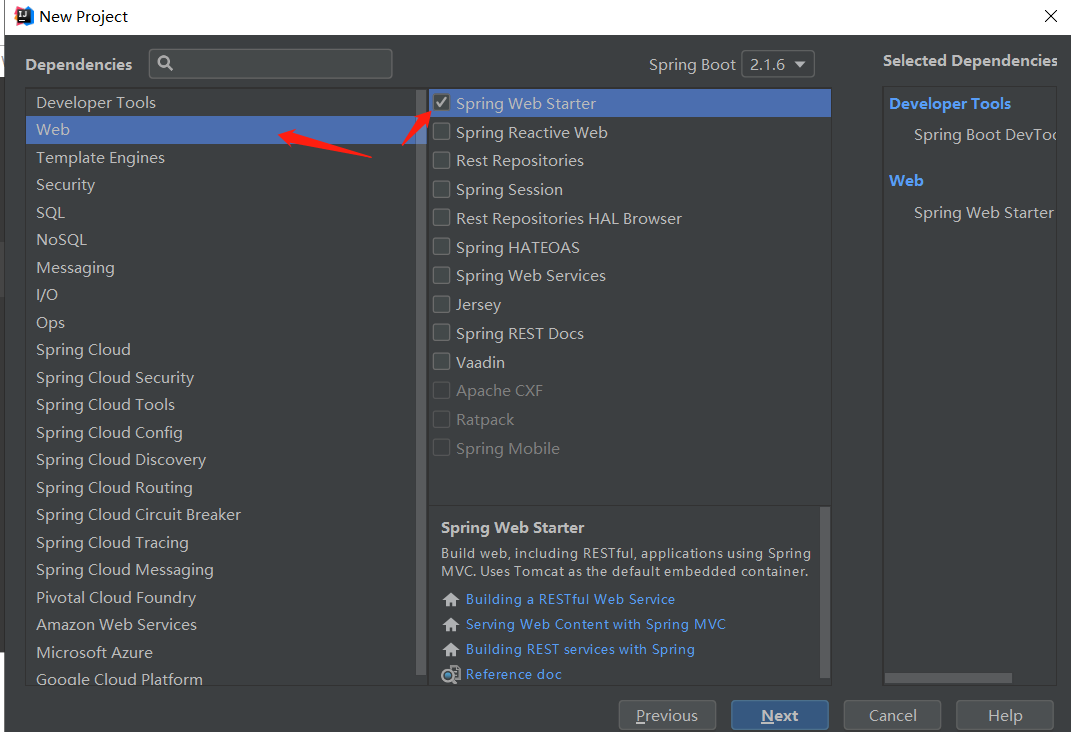 New Project
Dependencies
Spring Boot 2.1.6
Selected Dependencies
Developer Tools
Web
Template Engines
Security
SQL
NoSQL
Messaging
I/O
Ops
Spring Cloud
Spring Cloud Security
Spring Cloud Tools
Spring Cloud Config
Spring Cloud Discovery
Spring Cloud Routing
Spring Cloud Circuit Breaker
Spring Cloud Tracing
Spring Cloud Messaging
Pivotal Cloud Foundry
Amazon Web Services
Microsoft Azure
Google Cloud Platform
Spring Web Starter
Spring Reactive Web
Rest Repositories
Spring Session
Rest Repositories HAL Browser
Spring HATEOAS
Spring Web Services
Jersey
Spring REST Docs
Vaadin
Apache CXF
Ratpack
Spring Mobile
Spring Web Starter
Build web, including RESTful, applications using Spring
MVC. Uses Tomcat as the default embedded container.
Building a RESTful Web Service
Serving Web Content with Spring MVC
Building REST services with Spring
Reference doc
Developer Tools
Spring Boot DevToo
Web
Spring Web Starter
Previous
Next
Cancel
Help